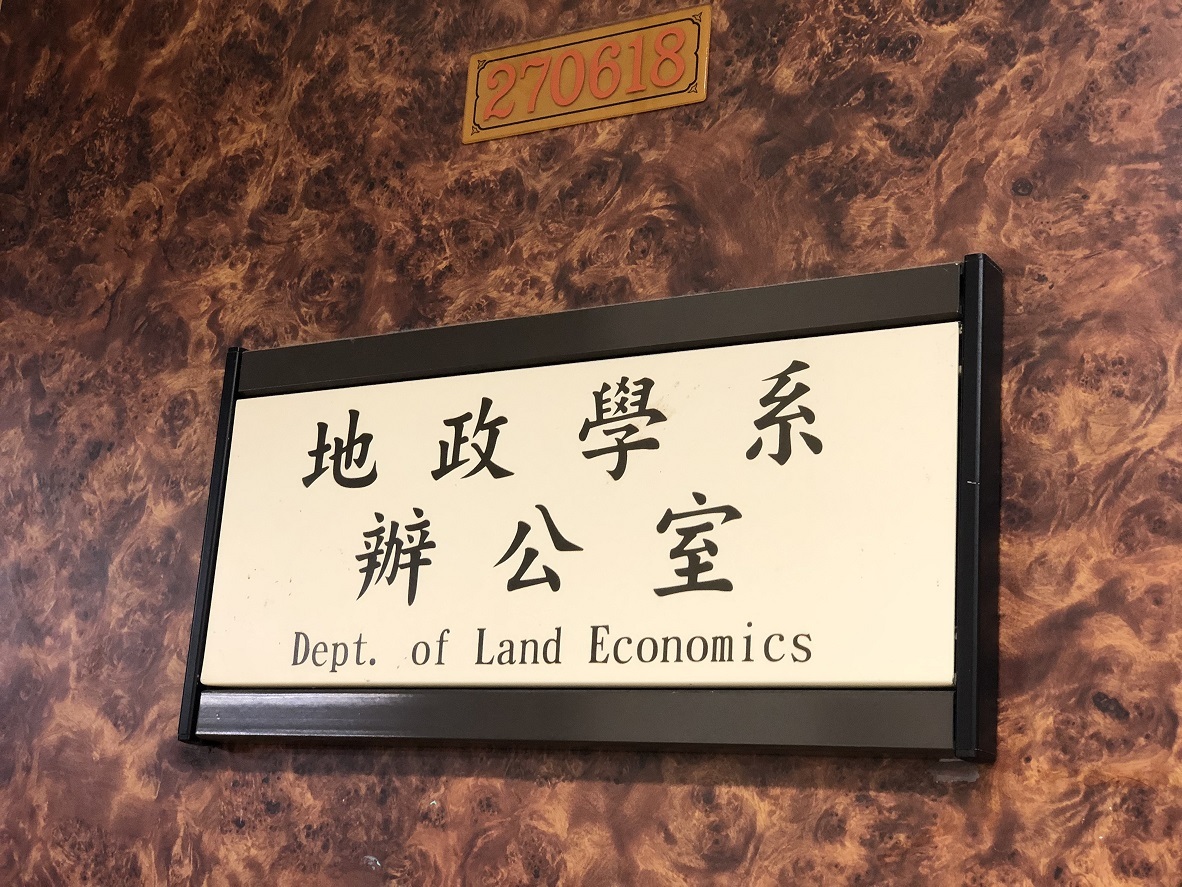 270618
地政學系
辦公室
Dept. of Land Economics